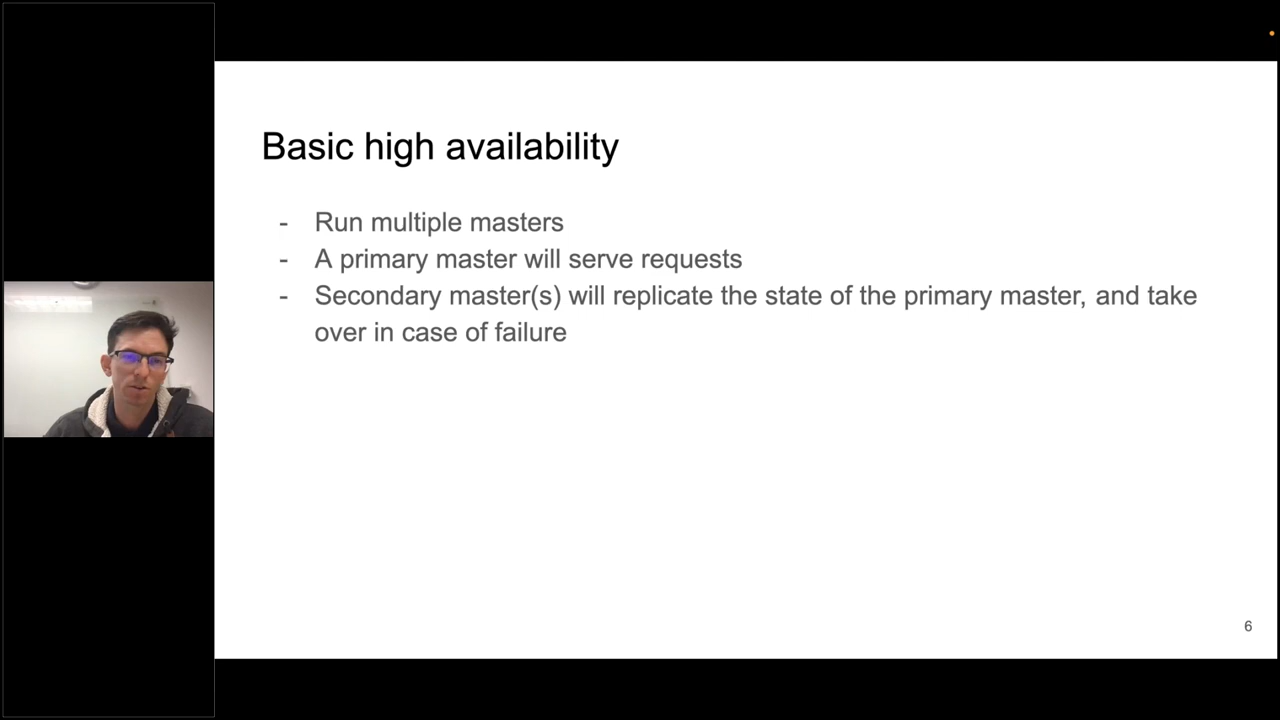 Basic high availability
- Run multiple masters
- A primary master will serve requests
- Secondary master(s) will replicate the state of the primary master, and take
over in case of failure
6